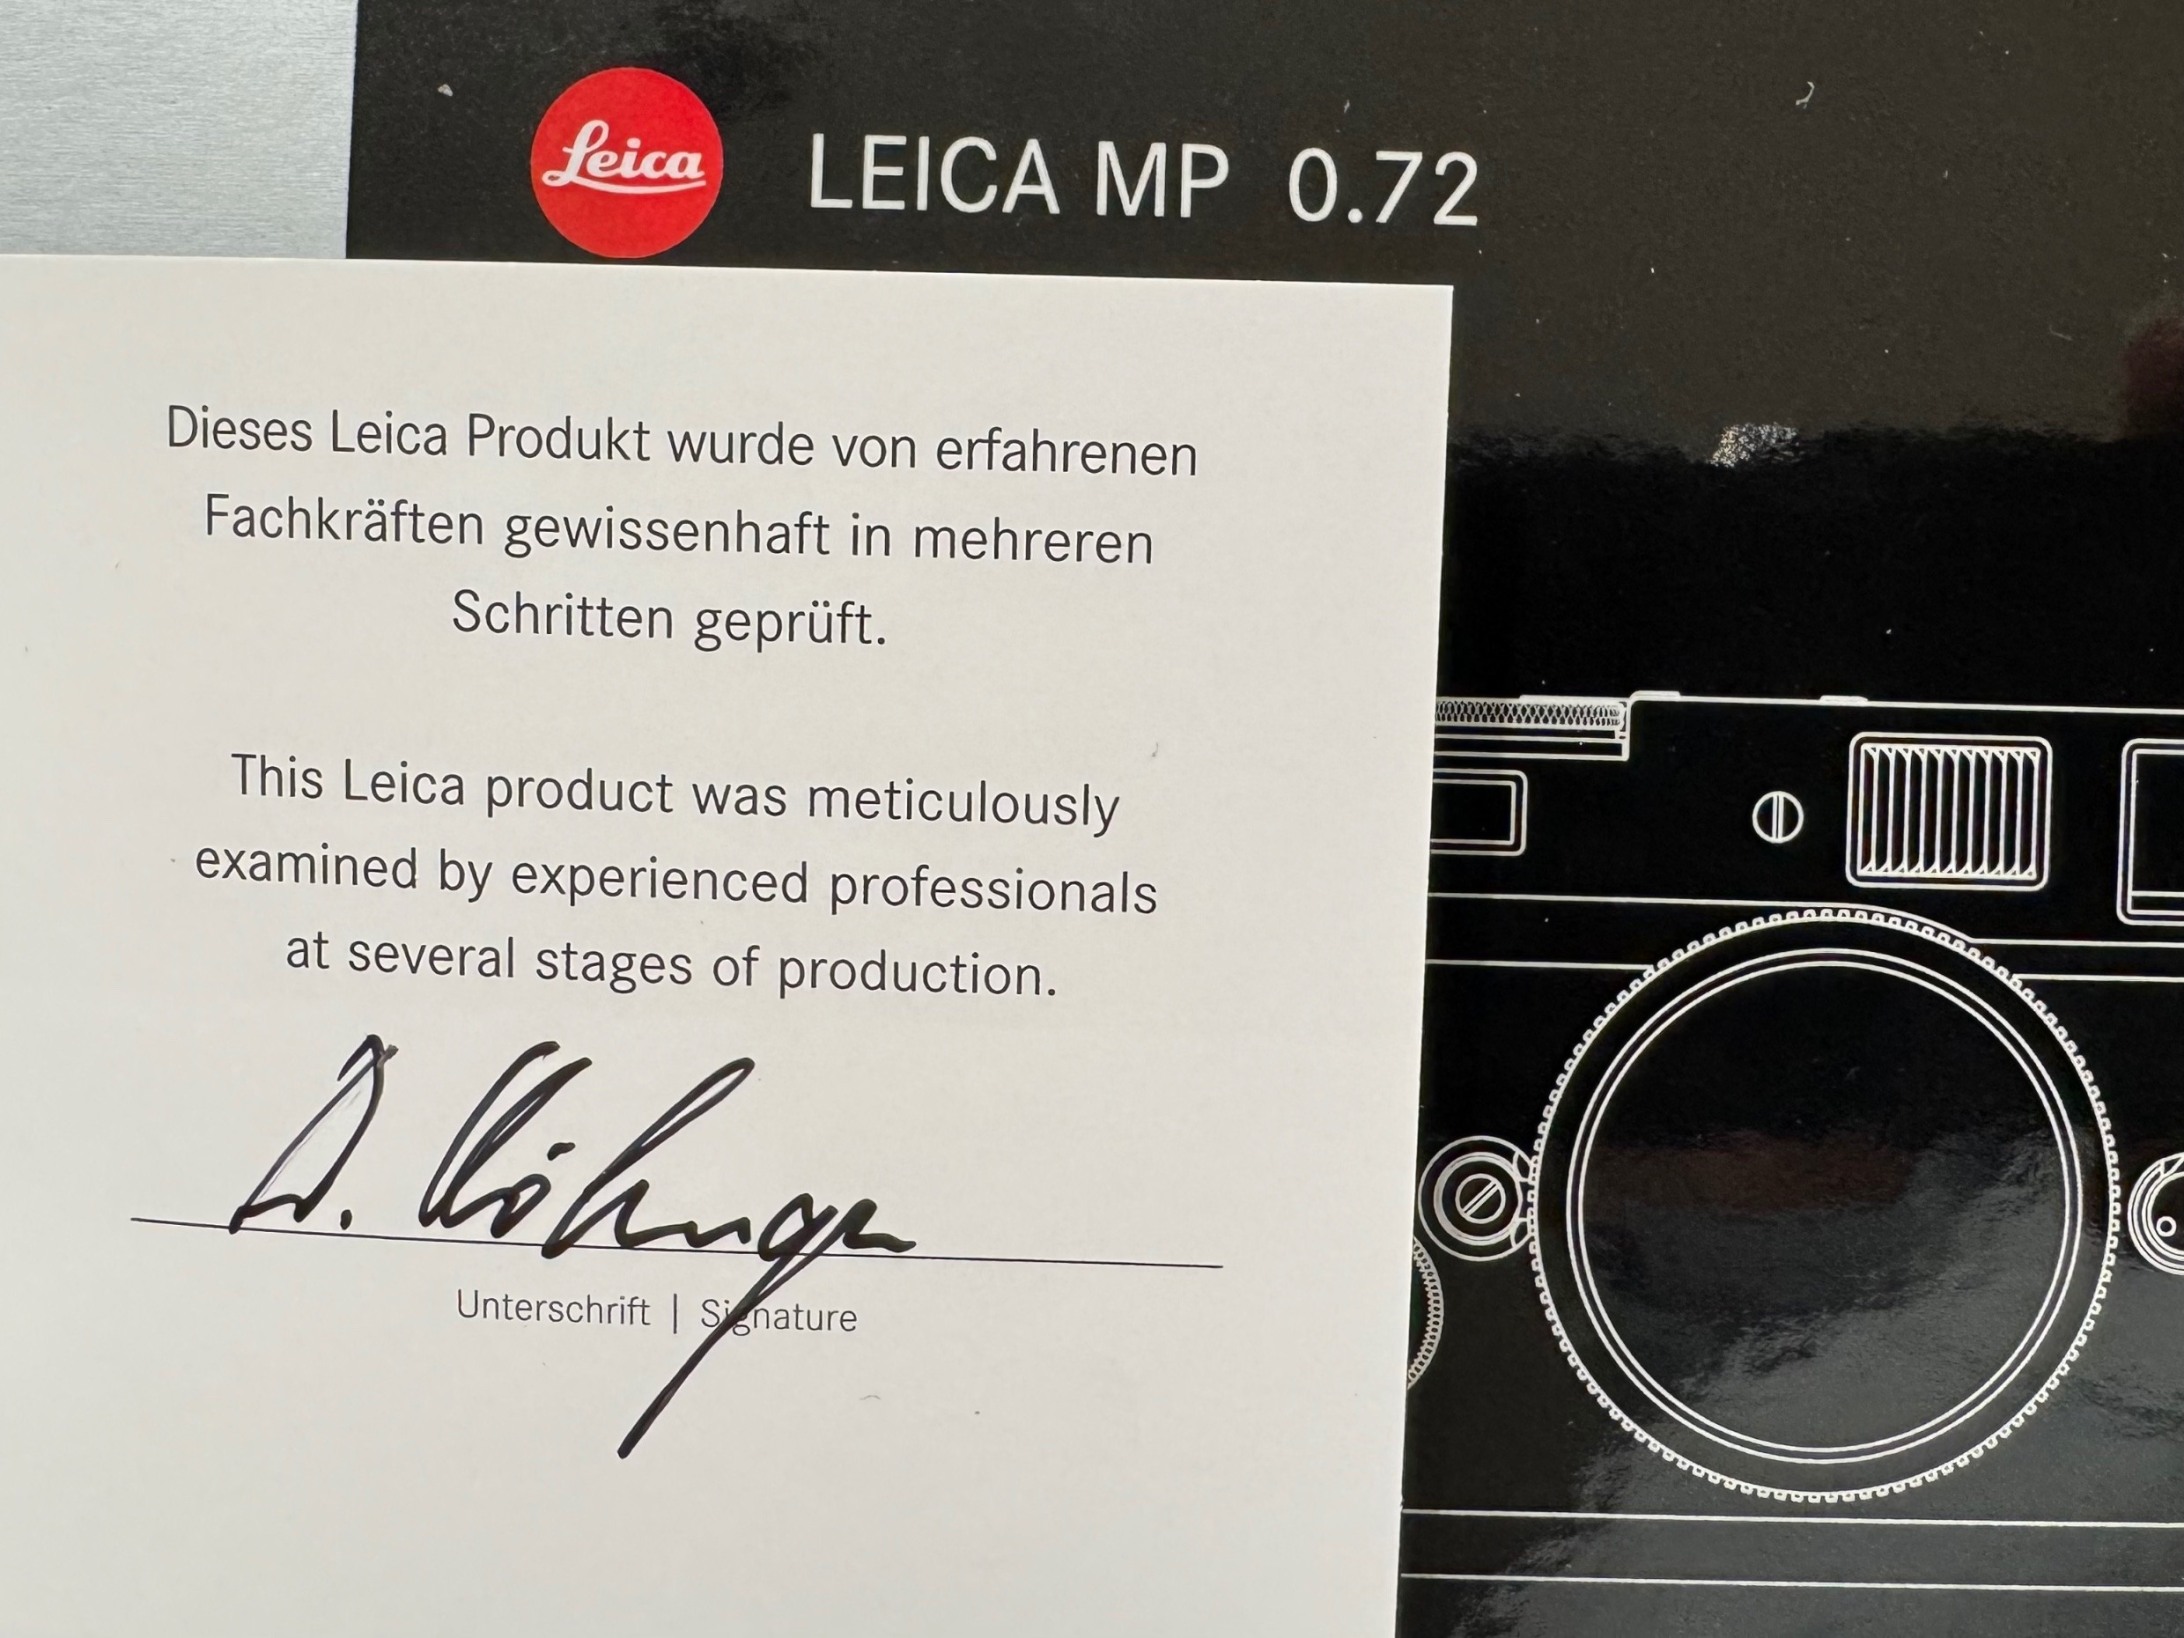 Leica
LEICA MP 0.72
Dieses Leica Produkt wurde von erfahrenen
Fachkräften gewissenhaft in mehreren
Schritten geprüft.
This Leica product was meticulously
examined by experienced professionals
at several stages of production.
Unterschrift | Signature